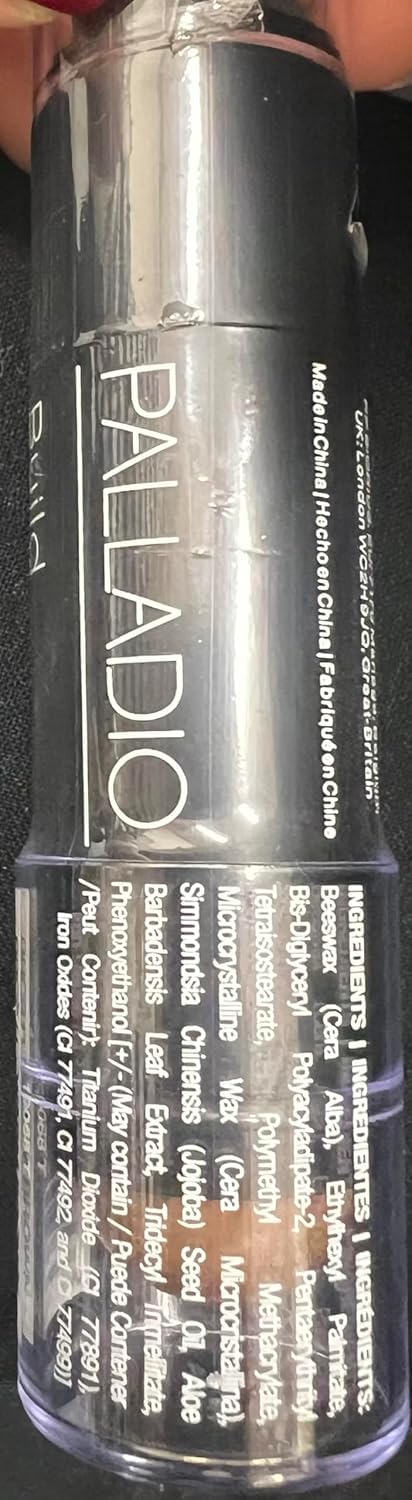 UK: London WC2H 9JQ, Great-Britain
Made in China | Hecho en China | Fabriqué en Chine
PALLADIO
Build
INGREDIENTS | INGREDIENTES | INGRÉDIENTS:
Beeswax (Cera Alba), Ethylhexyl Palmitate,
Bis-Diglyceryl Polyacyladipate-2, Pentaerythrityl
Tetraisostearate, Polymethyl Methacrylate,
Microcrystalline Wax (Cera Microcristallina),
Simmondsia Chinensis (Jojoba) Seed Oil, Aloe
Barbadensis Leaf Extract, Tridecyl Trimellitate,
Phenoxyethanol [+/- (May contain / Puede Contener
/Peut Contenir): Titanium Dioxide (CI 77891),
Iron Oxides (CI 77491, CI 77492, and CI 77499)]